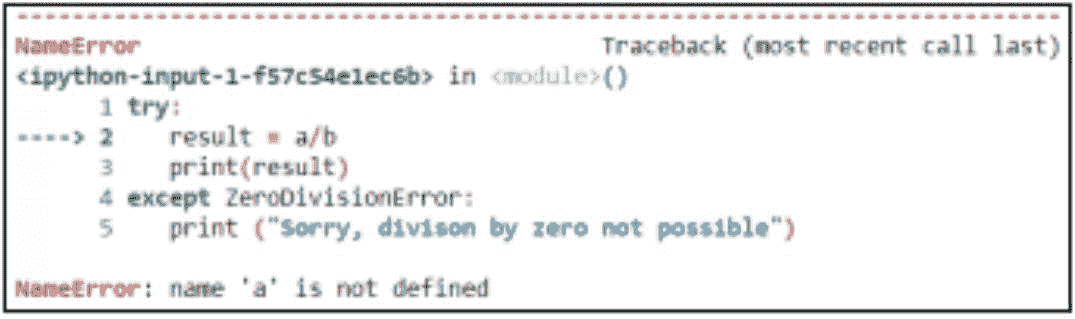 ---------------------------------------------------------------------------
NameError Traceback (most recent call last)
<ipython-input-1-f57c54e1ec6b> in <module>()
1 try:
----> 2 result = a/b
3 print(result)
4 except ZeroDivisionError:
5 print ("Sorry, divison by zero not possible")
NameError: name 'a' is not defined